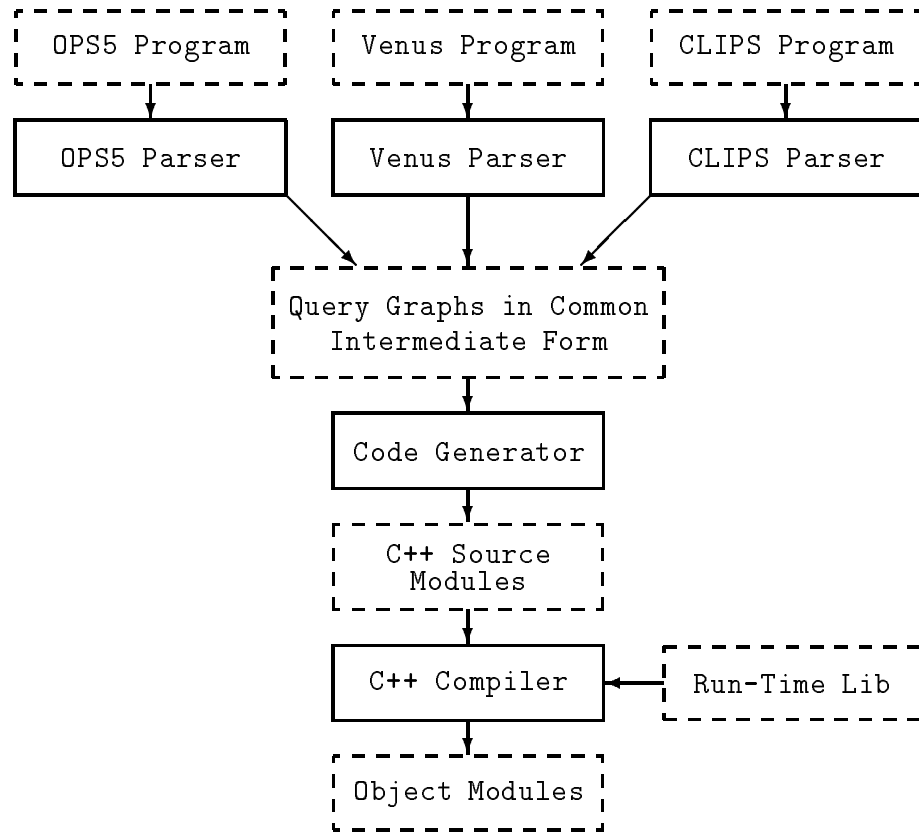 OPS5 Program
Venus Program
CLIPS Program
OPS5 Parser
Venus Parser
CLIPS Parser
Query Graphs in Common
Intermediate Form
Code Generator
C++ Source
Modules
C++ Compiler
Run-Time Lib
Object Modules